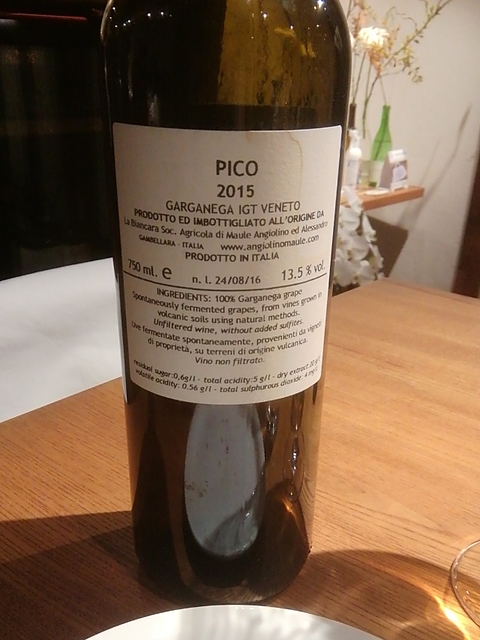 PICO
2015
GARGANEGA IGT VENETO
PRODOTTO ED IMBOTTIGLIATO ALL'ORIGINE DA
La Biancara Soc. Agricola di Maule Angiolino ed Alessandro
GAMBELLARA - ITALIA www.angiolinomaule.com
PRODOTTO IN ITALIA
750 ml. e n. l. 24/08/16 13.5 % vol.
INGREDIENTS: 100% Garganega grape
Spontaneously fermented grapes, from vines grown in
volcanic soils using natural methods.
Unfiltered wine, without added sulfites.
Uve fermentate spontaneamente, provenienti da vigneti
di proprietà, su terreni di origine vulcanica.
Vino non filtrato.
residual sugar:0,6g/l - total acidity:5 g/l - dry extract:20 g/l
volatile acidity: 0.56 g/l - total sulphurous dioxide: 4 mg/l